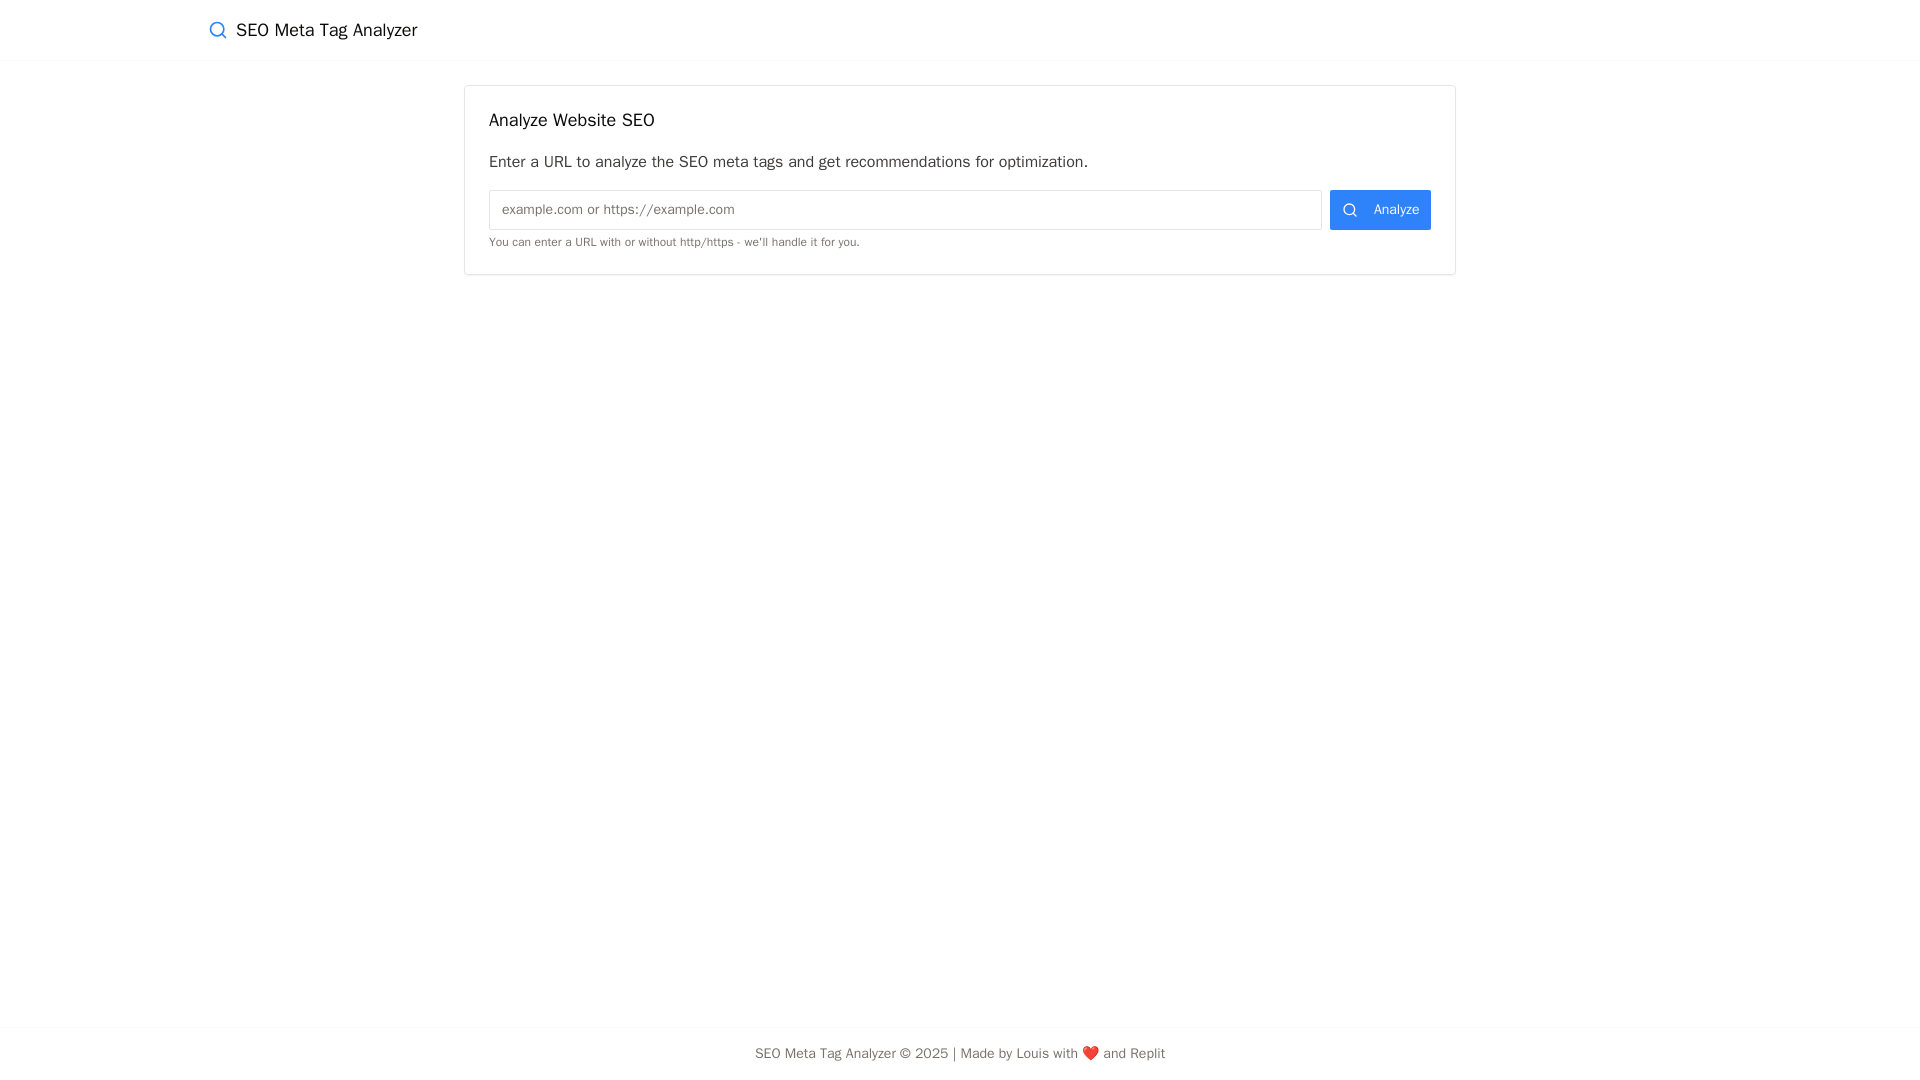 SEO Meta Tag Analyzer
Analyze Website SEO
Enter a URL to analyze the SEO meta tags and get recommendations for optimization.
example.com or https://example.com
Analyze
You can enter a URL with or without http/https - we'll handle it for you.
SEO Meta Tag Analyzer © 2025 | Made by Louis with ❤️ and Replit